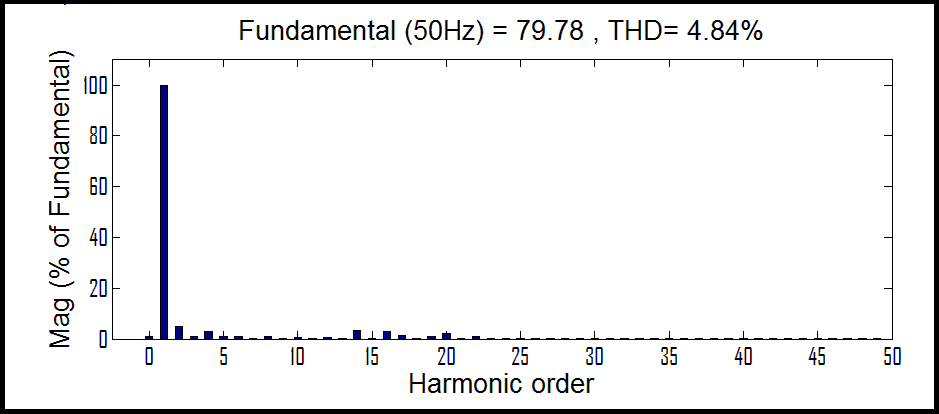 Fundamental (50Hz) = 79.78 , THD= 4.84%
Mag (% of Fundamental)
100
80
60
40
20
0
0 5 10 15 20 25 30 35 40 45 50
Harmonic order